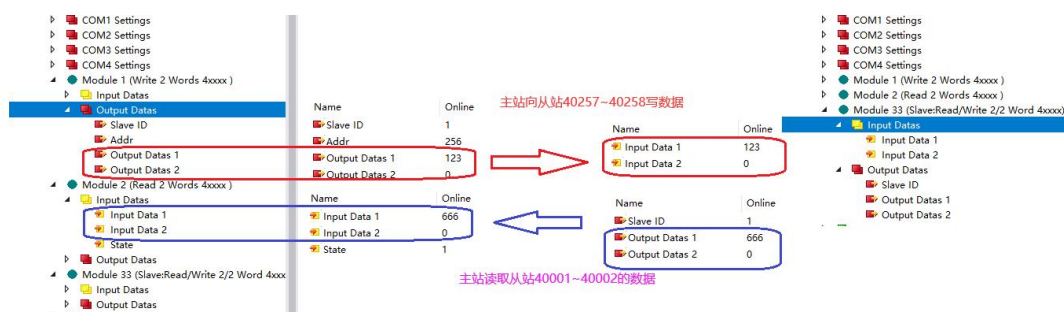 COM1 Settings
COM2 Settings
COM3 Settings
COM4 Settings
Module 1 (Write 2 Words 4xxxx )
Input Datas
Output Datas
Slave ID
Addr
Output Datas 1
Output Datas 2
Module 2 (Read 2 Words 4xxxx )
Input Datas
Input Data 1
Input Data 2
State
Output Datas
Module 33 (Slave:Read/Write 2/2 Word 4xxx
Input Datas
Output Datas
Name Online
Slave ID 1
Addr 256
Output Datas 1 123
Output Datas 2 0
Name Online
Input Data 1 666
Input Data 2 0
State 1
主站向从站40257~40258写数据
主站读取从站40001~40002的数据
Name Online
Input Data 1 123
Input Data 2 0
Name Online
Slave ID 1
Output Datas 1 666
Output Datas 2 0
COM1 Settings
COM2 Settings
COM3 Settings
COM4 Settings
Module 1 (Write 2 Words 4xxxx )
Module 2 (Read 2 Words 4xxxx )
Module 33 (Slave:Read/Write 2/2 Word 4xxxx)
Input Datas
Input Data 1
Input Data 2
Output Datas
Slave ID
Output Datas 1
Output Datas 2